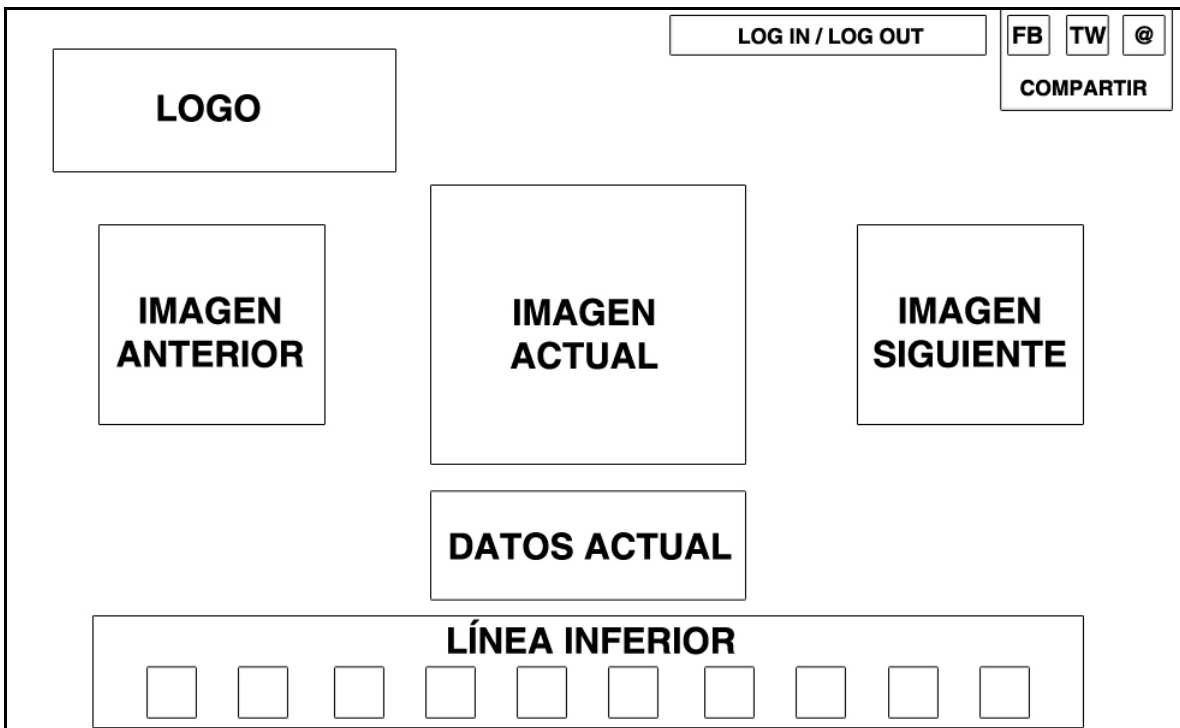 LOG IN / LOG OUT
FB TW @
COMPARTIR
LOGO
IMAGEN
ANTERIOR
IMAGEN
ACTUAL
IMAGEN
SIGUIENTE
DATOS ACTUAL
LÍNEA INFERIOR